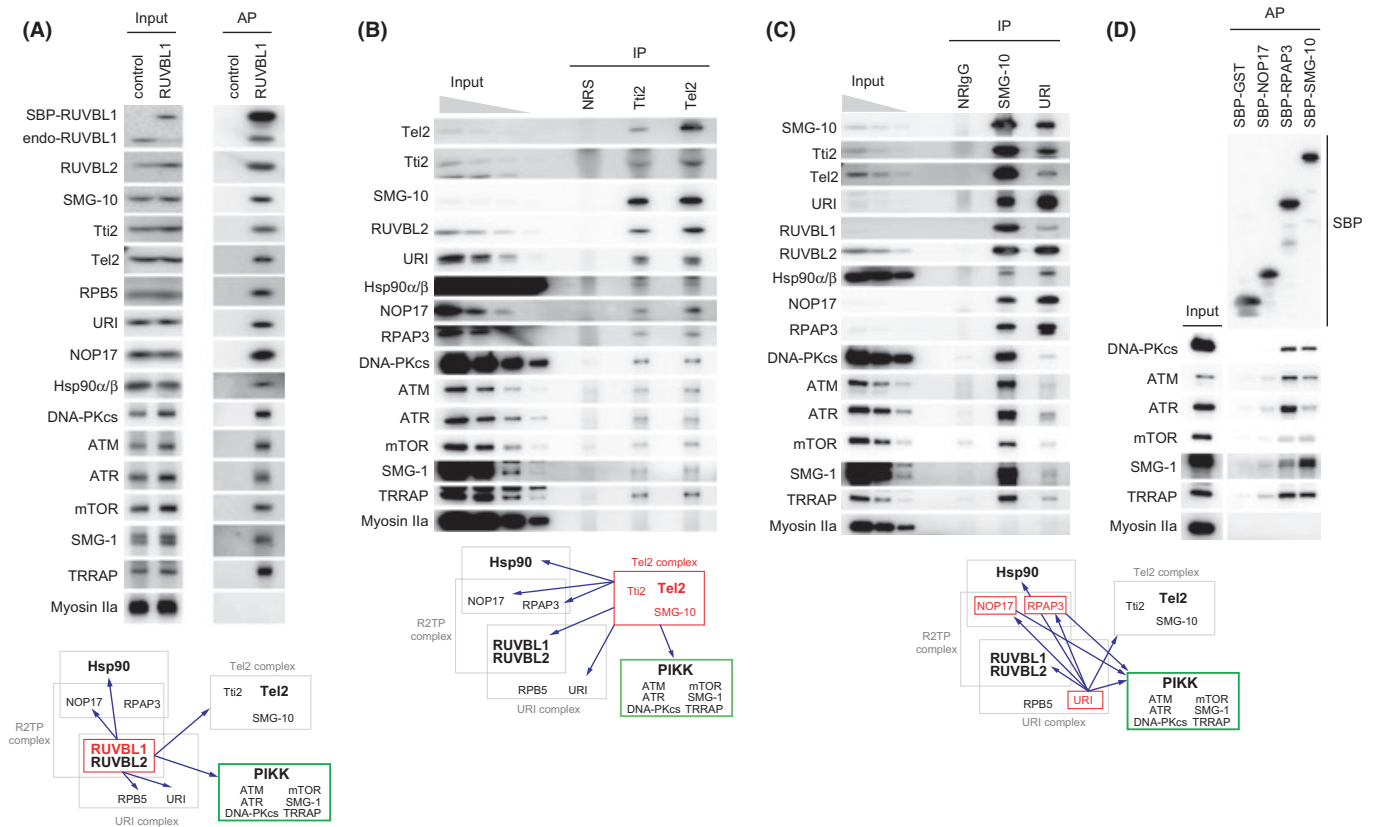 (A)
Input
AP
control
RUVBL1
control
RUVBL1
SBP-RUVBL1
endo-RUVBL1
RUVBL2
SMG-10
Tti2
Tel2
RPB5
URI
NOP17
Hsp90α/β
DNA-PKcs
ATM
ATR
mTOR
SMG-1
TRRAP
Myosin IIa
Hsp90
NOP17
RPAP3
R2TP
complex
RUVBL1
RUVBL2
RPB5
URI
URI complex
Tel2 complex
Tti2
Tel2
SMG-10
PIKK
ATM mTOR
ATR SMG-1
DNA-PKcs TRRAP
(B)
Input
IP
NRS
Tti2
Tel2
Tel2
Tti2
SMG-10
RUVBL2
URI
Hsp90α/β
NOP17
RPAP3
DNA-PKcs
ATM
ATR
mTOR
SMG-1
TRRAP
Myosin IIa
Hsp90
NOP17
RPAP3
R2TP
complex
RUVBL1
RUVBL2
RPB5
URI
URI complex
Tel2 complex
Tti2
Tel2
SMG-10
PIKK
ATM mTOR
ATR SMG-1
DNA-PKcs TRRAP
(C)
Input
IP
NRIgG
SMG-10
URI
SMG-10
Tti2
Tel2
URI
RUVBL1
RUVBL2
Hsp90α/β
NOP17
RPAP3
DNA-PKcs
ATM
ATR
mTOR
SMG-1
TRRAP
Myosin IIa
Hsp90
NOP17
RPAP3
R2TP
complex
RUVBL1
RUVBL2
RPB5
URI
URI complex
Tel2 complex
Tti2
Tel2
SMG-10
PIKK
ATM mTOR
ATR SMG-1
DNA-PKcs TRRAP
(D)
AP
SBP-GST
SBP-NOP17
SBP-RPAP3
SBP-SMG-10
SBP
Input
DNA-PKcs
ATM
ATR
mTOR
SMG-1
TRRAP
Myosin IIa